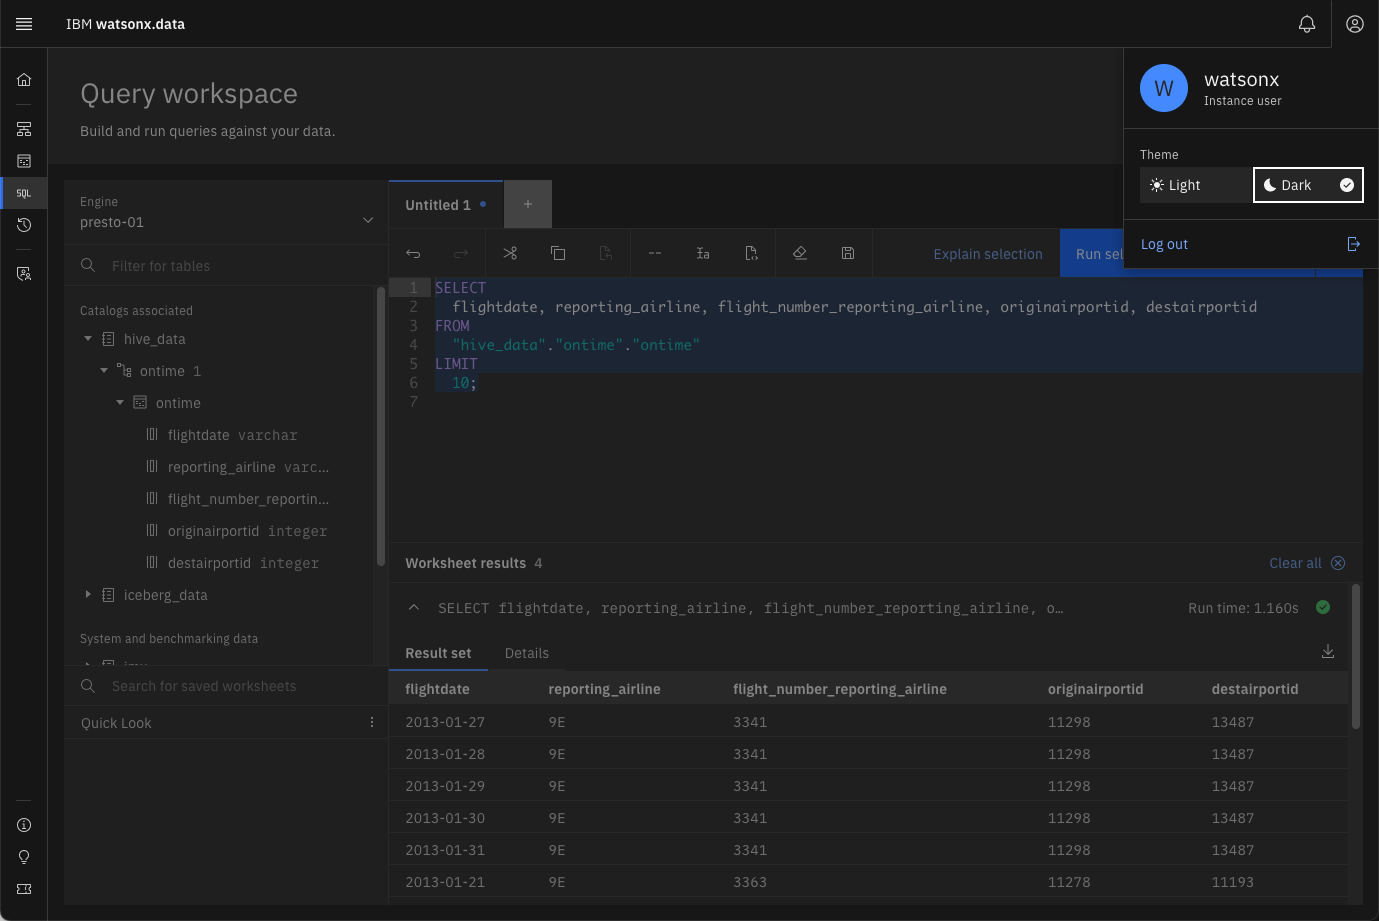 IBM watsonx.data
W
watsonx
Instance user
Theme
Light
Dark
Log out
Query workspace
Build and run queries against your data.
SQL
Engine
presto-01
Filter for tables
Catalogs associated
hive_data
ontime 1
ontime
flightdate varchar
reporting_airline varc...
flight_number_reportin...
originairportid integer
destairportid integer
iceberg_data
System and benchmarking data
Search for saved worksheets
Quick Look
Untitled 1
+
Explain selection
Run sel
1 SELECT
2 flightdate, reporting_airline, flight_number_reporting_airline, originairportid, destairportid
3 FROM
4 "hive_data"."ontime"."ontime"
5 LIMIT
6 10;
7
Worksheet results 4
Clear all
SELECT flightdate, reporting_airline, flight_number_reporting_airline, o…
Run time: 1.160s
Result set Details
flightdate reporting_airline flight_number_reporting_airline originairportid destairportid
2013-01-27 9E 3341 11298 13487
2013-01-28 9E 3341 11298 13487
2013-01-29 9E 3341 11298 13487
2013-01-30 9E 3341 11298 13487
2013-01-31 9E 3341 11298 13487
2013-01-21 9E 3363 11278 11193